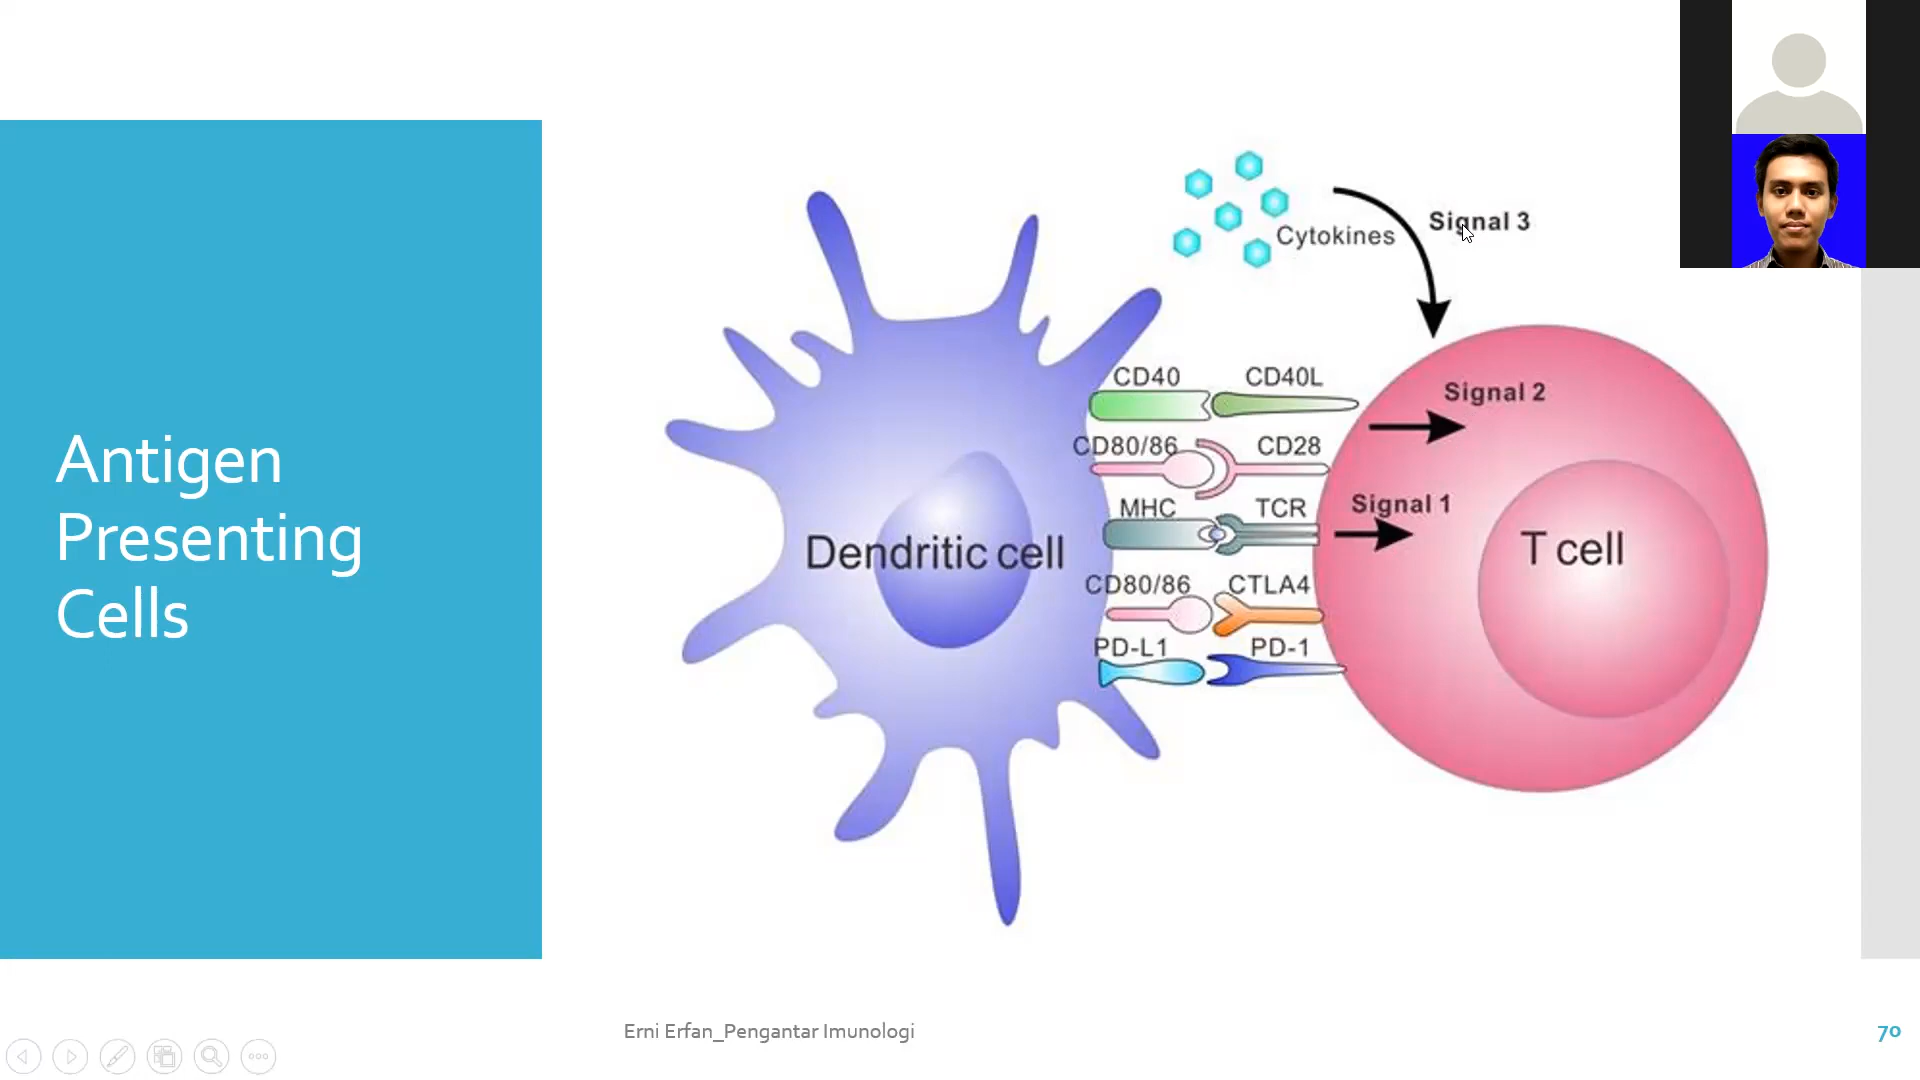 Antigen
Presenting
Cells
Cytokines
Signal 3
CD40 CD40L
Signal 2
CD80/86 CD28
MHC TCR
Signal 1
Dendritic cell
T cell
CD80/86 CTLA4
PD-L1 PD-1
Erni Erfan_Pengantar Imunologi
70